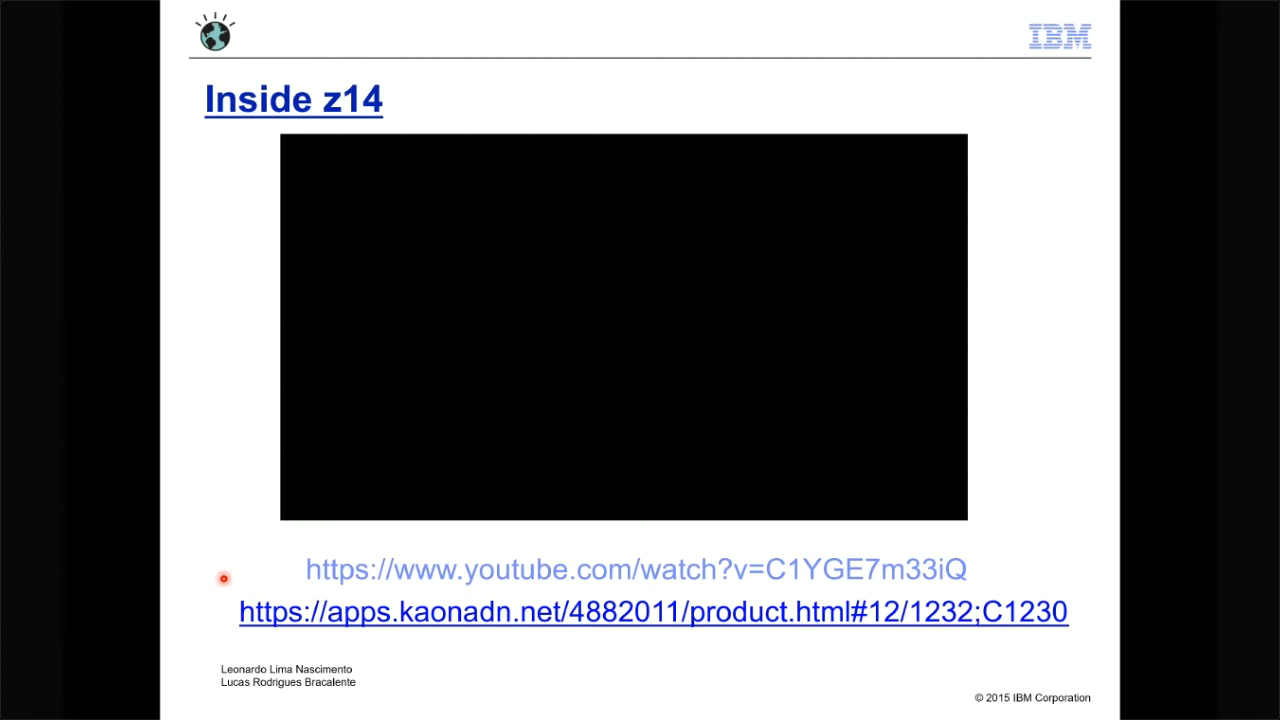 IBM
Inside z14
https://www.youtube.com/watch?v=C1YGE7m33iQ
https://apps.kaonadn.net/4882011/product.html#12/1232;C1230
Leonardo Lima Nascimento
Lucas Rodrigues Bracalente
© 2015 IBM Corporation